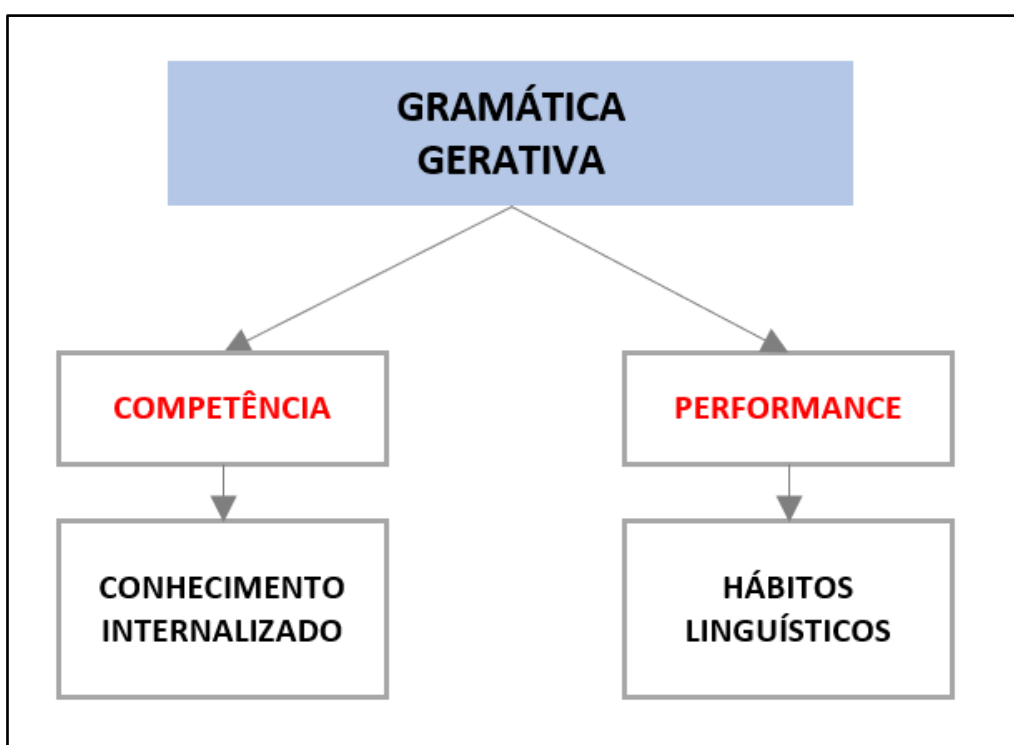 GRAMÁTICA
GERATIVA
COMPETÊNCIA
PERFORMANCE
CONHECIMENTO
INTERNALIZADO
HÁBITOS
LINGUÍSTICOS